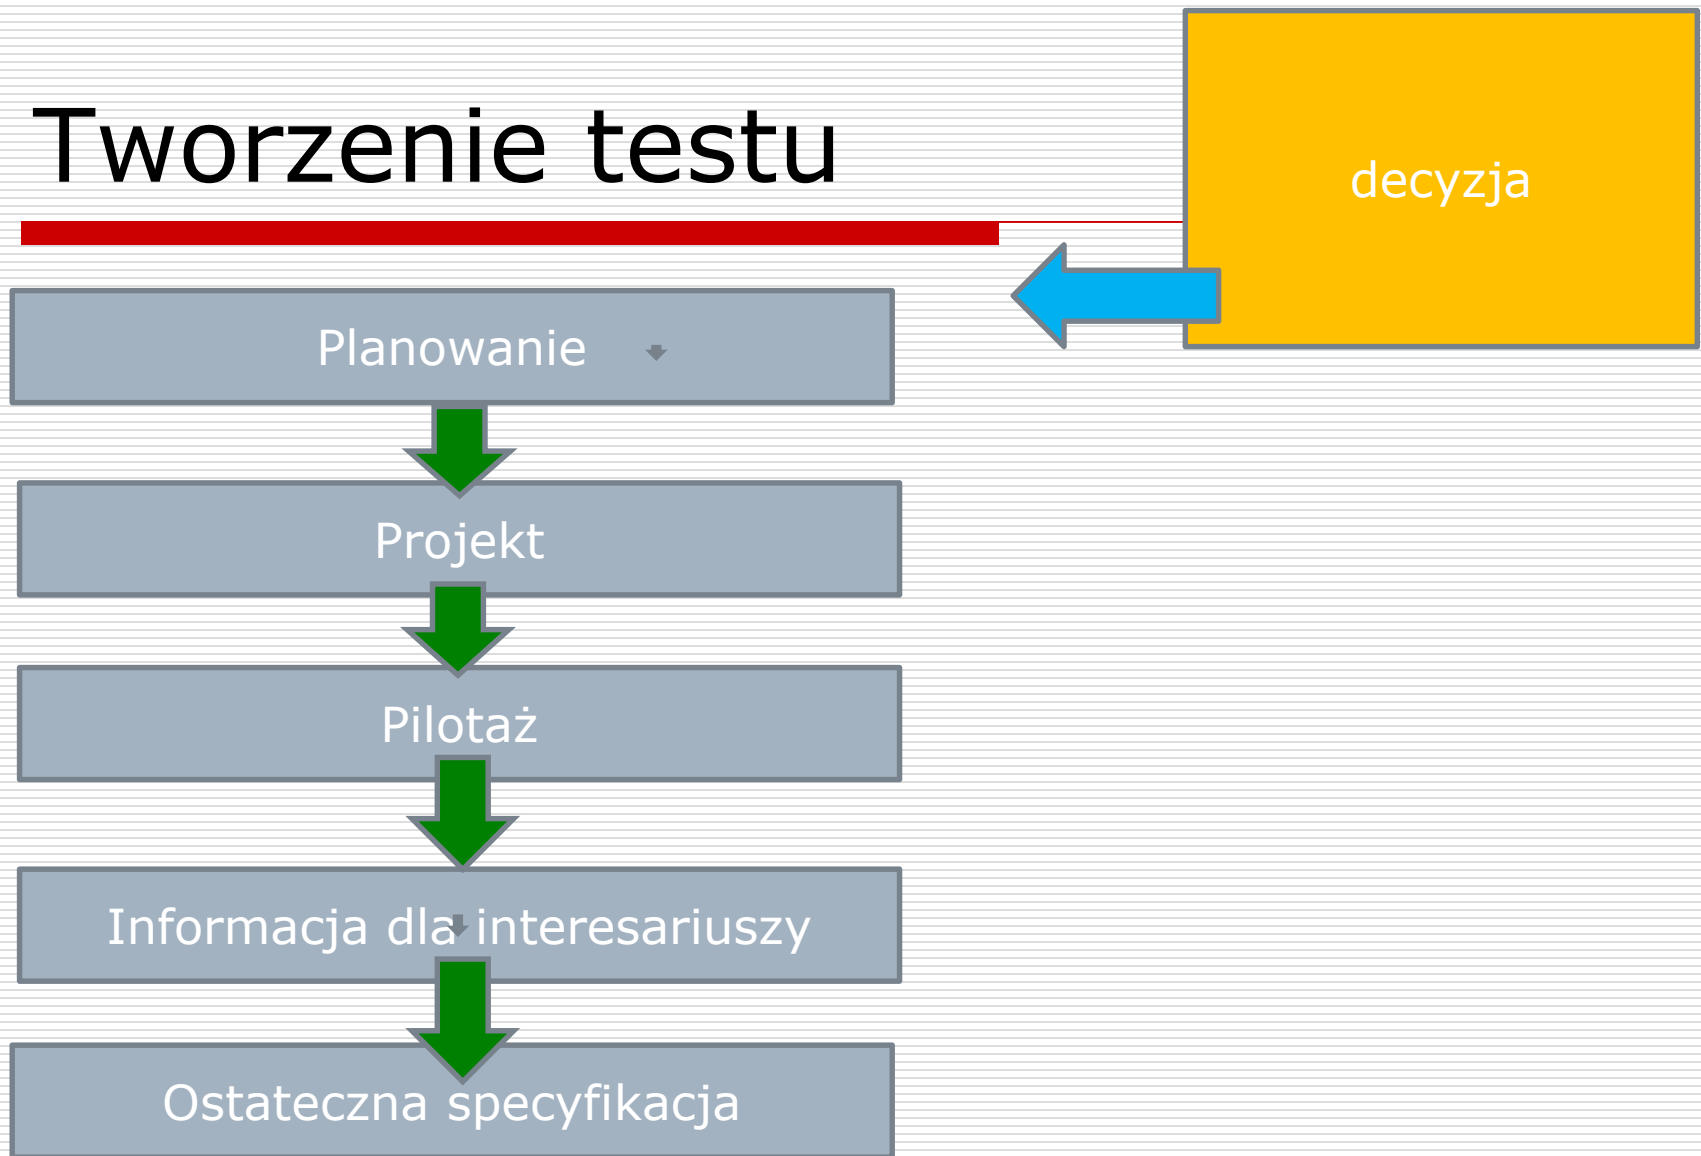 Tworzenie testu
decyzja
Planowanie
Projekt
Pilotaż
Informacja dla interesariuszy
Ostateczna specyfikacja